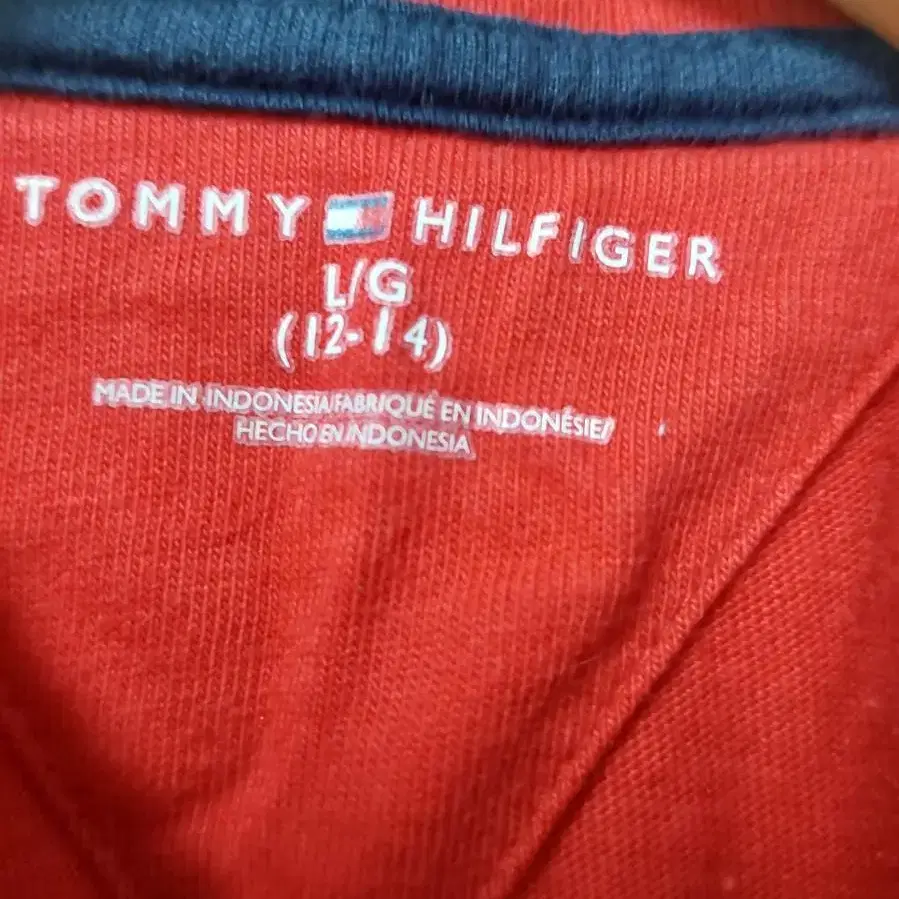 TOMMY HILFIGER
L/G
(12-14)
MADE IN INDONESIA/FABRIQUÉ EN INDONÉSIE/
HECHO EN INDONESIA